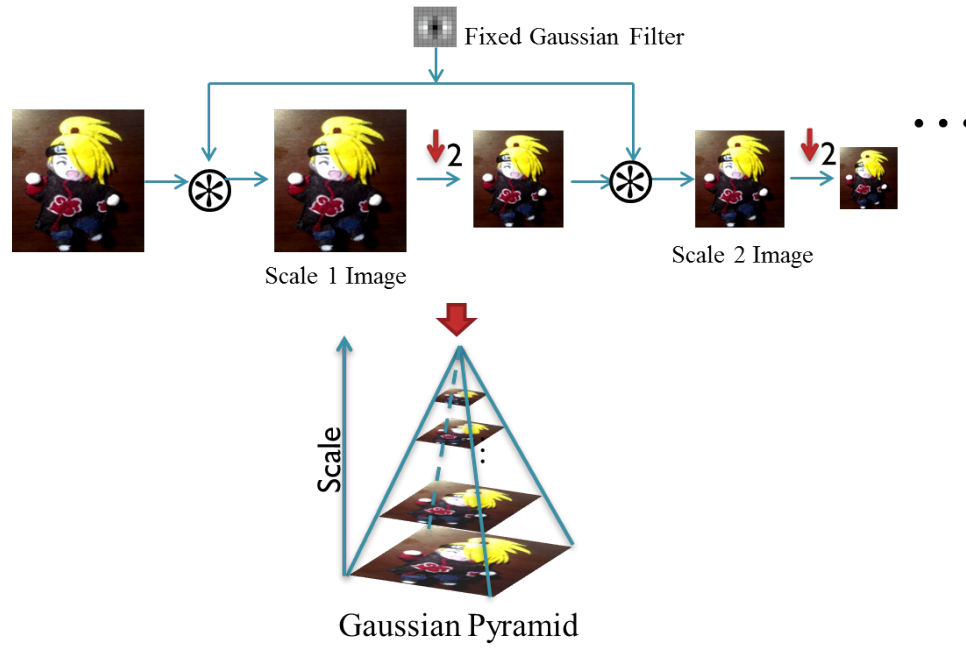 Fixed Gaussian Filter
2
2
. . .
Scale 1 Image
Scale 2 Image
Scale
Gaussian Pyramid